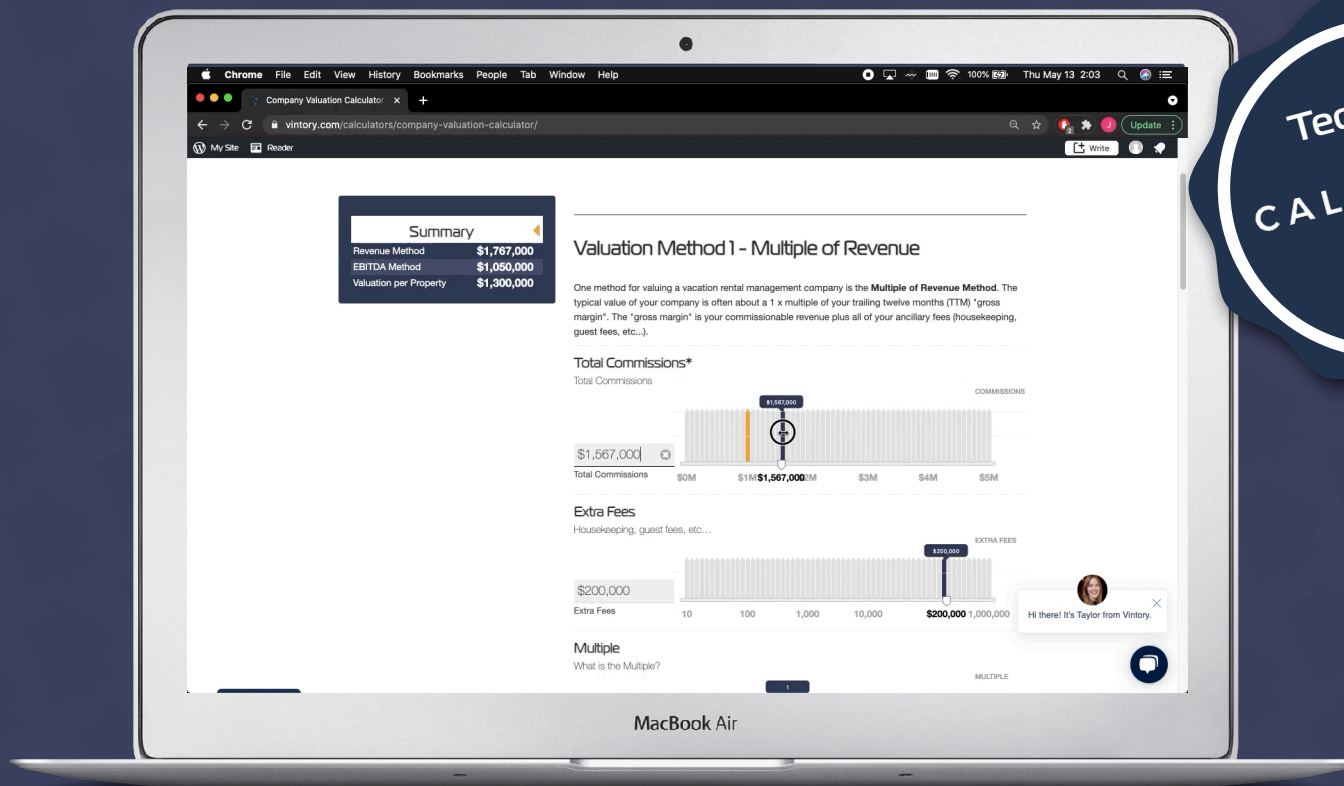 Chrome File Edit View History Bookmarks People Tab Window Help 100% Thu May 13 2:03
Company Valuation Calculator
vintory.com/calculators/company-valuation-calculator/ 2 J Update
My Site Reader Write
Summary
Revenue Method $1,767,000
EBITDA Method $1,050,000
Valuation per Property $1,300,000
Valuation Method 1 - Multiple of Revenue
One method for valuing a vacation rental management company is the Multiple of Revenue Method. The
typical value of your company is often about a 1 x multiple of your trailing twelve months (TTM) "gross
margin". The "gross margin" is your commissionable revenue plus all of your ancillary fees (housekeeping,
guest fees, etc...).
Total Commissions*
Total Commissions
COMMISSIONS
$1,567,000
$1,567,000
Total Commissions
$0M $1M $1,567,000 2M $3M $4M $5M
Extra Fees
Housekeeping, guest fees, etc...
EXTRA FEES
$200,000
$200,000
Extra Fees
10 100 1,000 10,000 $200,000 1,000,000
Multiple
What is the Multiple?
MULTIPLE
1
Hi there! It's Taylor from Vintory.
MacBook Air
Tec
CAL